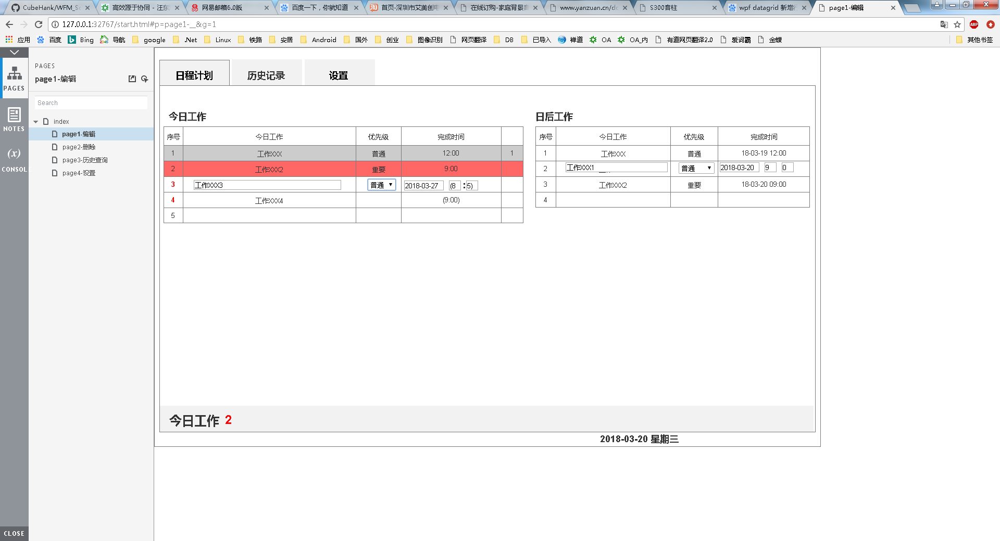 CubeHank/WFM_S
高效源于协同 - 汪东
网易邮箱6.0版
百度一下，你就知道
首页-深圳市艾美创电
在线订购-家庭背景音
www.yanzuan.cn/do
S300音柱
wpf datagrid 新增行
page1-编辑
127.0.0.1:32767/start.html#p=page1-__&g=1
ABP
应用 百度 Bing 导航 google .Net Linux 铁路 安居 Android 国外 创业 图像识别 网页翻译 DB 已导入 禅道 OA OA_内 有道网页翻译2.0 爱词霸 金蝶 其他书签
PAGES
NOTES
(x)
CONSOL
CLOSE
PAGES
page1-编辑
Search
index
page1-编辑
page2-删除
page3-历史查询
page4-设置
日程计划 历史记录 设置
今日工作
序号 今日工作 优先级 完成时间
1 工作XXX 普通 12:00 1
2 工作XXX2 重要 9:00
3 工作XXX3 普通 2018-03-27 (8 : 5)
4 工作XXX4 (9:00)
5
日后工作
序号 今日工作 优先级 完成时间
1 工作XXX 普通 18-03-19 12:00
2 工作XXX1 普通 2018-03-20 9 0
3 工作XXX2 重要 18-03-20 09:00
4
今日工作 2
2018-03-20 星期三